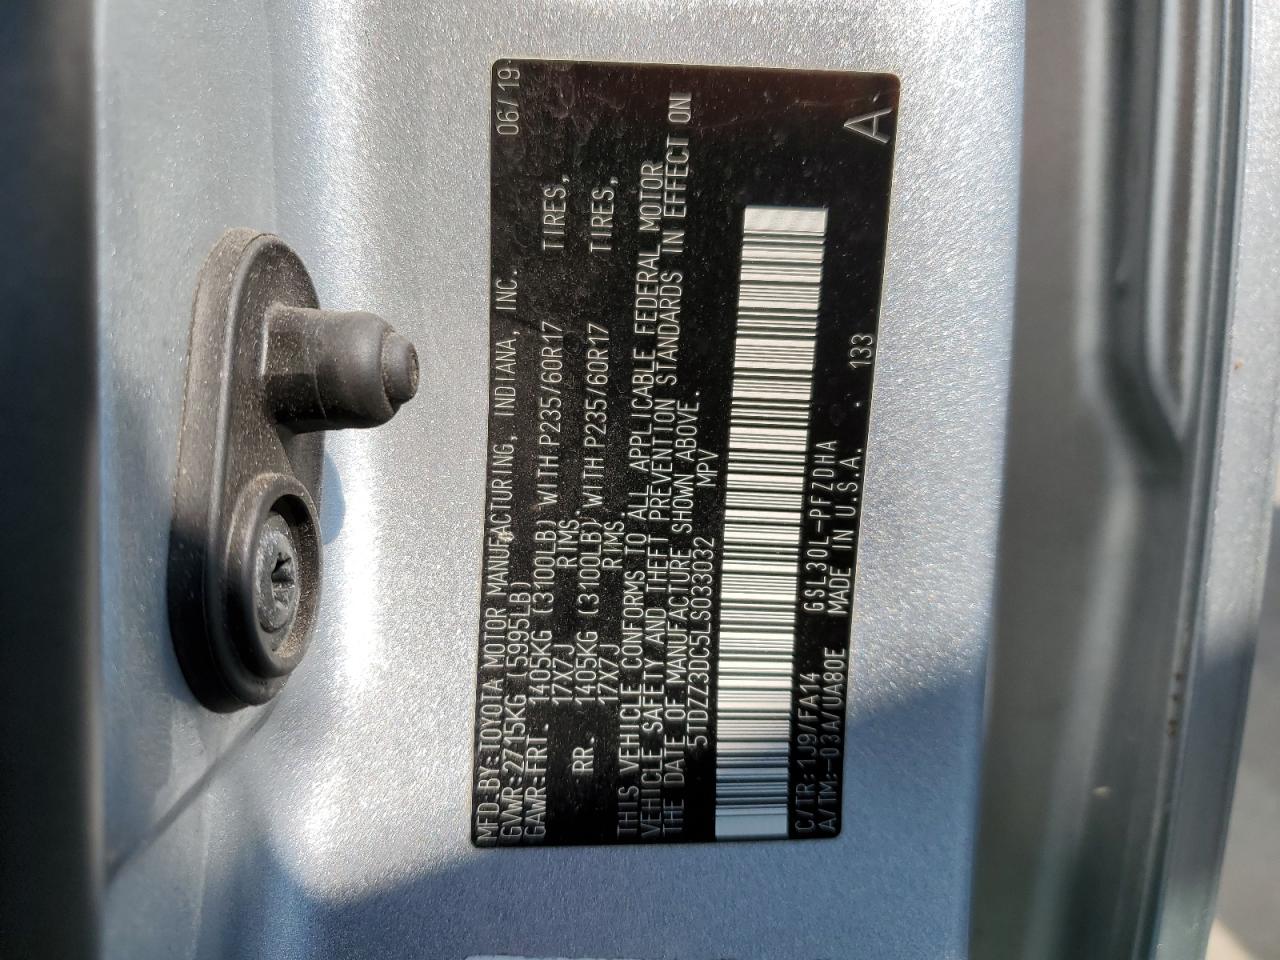 MFD.BY:TOYOTA MOTOR MANUFACTURING, INDIANA, INC. 06/19
GVWR:2715KG (5995LB)
GAWR:FRT. 1405KG (3100LB) WITH P235/60R17 TIRES,
17X7J RIMS
RR. 1405KG (3100LB) WITH P235/60R17 TIRES,
17X7J RIMS
THIS VEHICLE CONFORMS TO ALL APPLICABLE FEDERAL MOTOR
VEHICLE SAFETY AND THEFT PREVENTION STANDARDS IN EFFECT ON
THE DATE OF MANUFACTURE SHOWN ABOVE.
5TDZZ3DC5LS033032 MPV
A
C/TR:1J9/FA14 GSL30L-PFZDHA
A/TM:-03A/UA80E MADE IN U.S.A. . 133